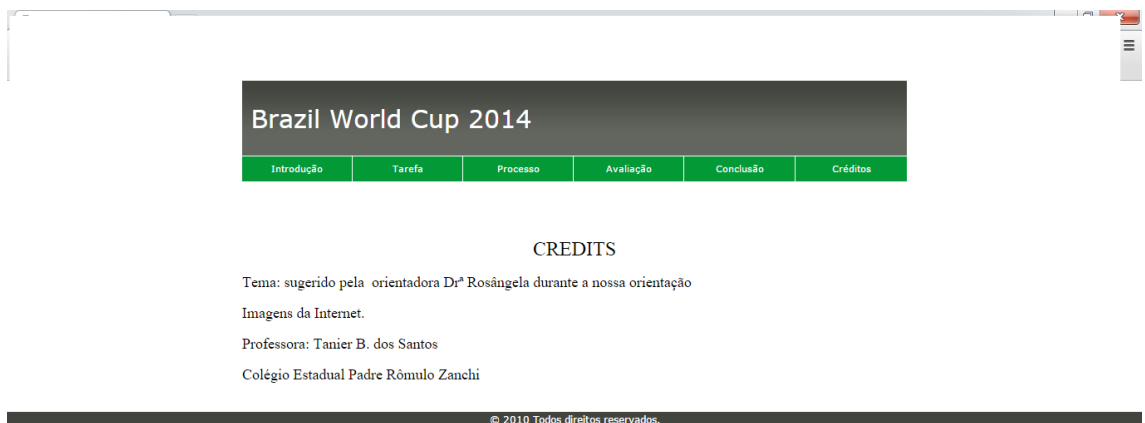 Brazil World Cup 2014
Introdução Tarefa Processo Avaliação Conclusão Créditos
CREDITS
Tema: sugerido pela orientadora Drª Rosângela durante a nossa orientação
Imagens da Internet.
Professora: Tanier B. dos Santos
Colégio Estadual Padre Rômulo Zanchi
© 2010 Todos direitos reservados.